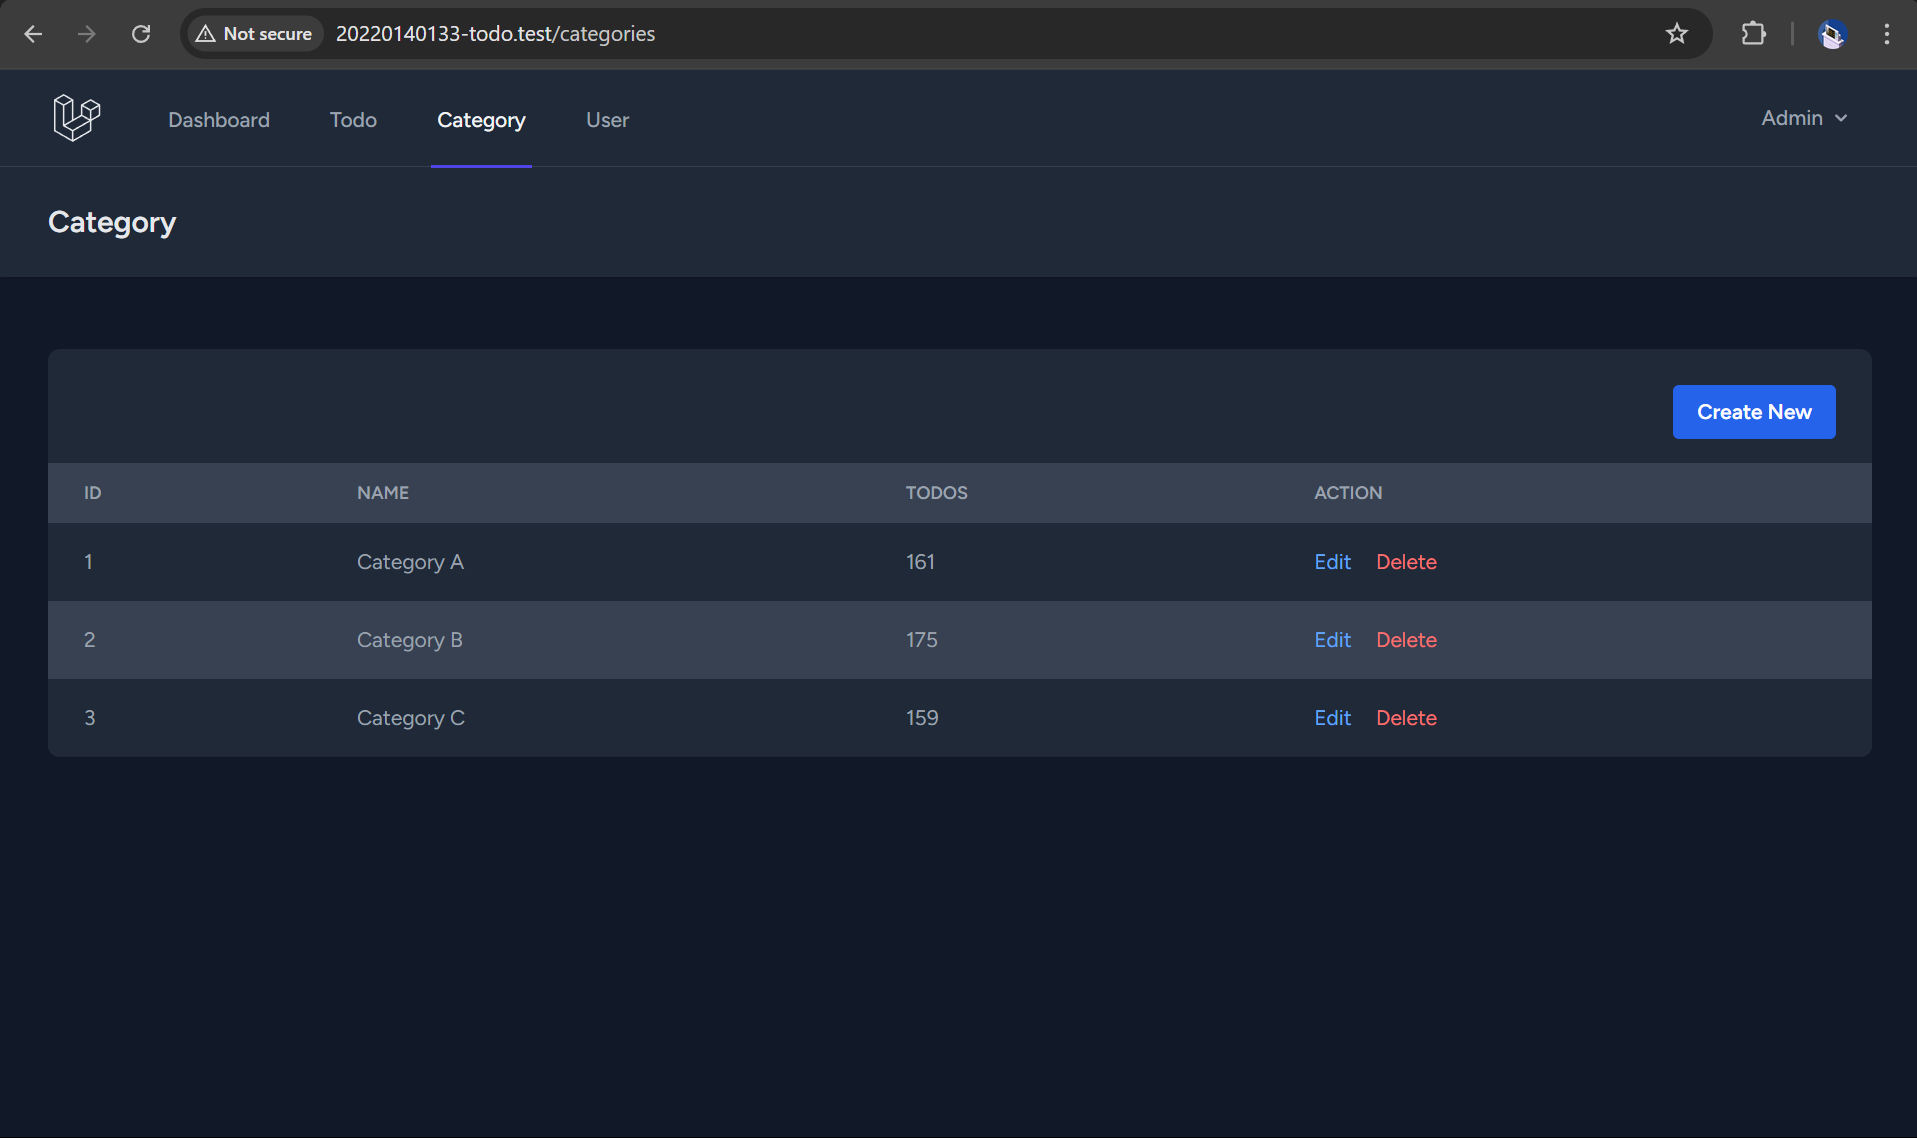 Not secure 20220140133-todo.test/categories
Dashboard Todo Category User Admin
Category
Create New
ID NAME TODOS ACTION
1 Category A 161 Edit Delete
2 Category B 175 Edit Delete
3 Category C 159 Edit Delete